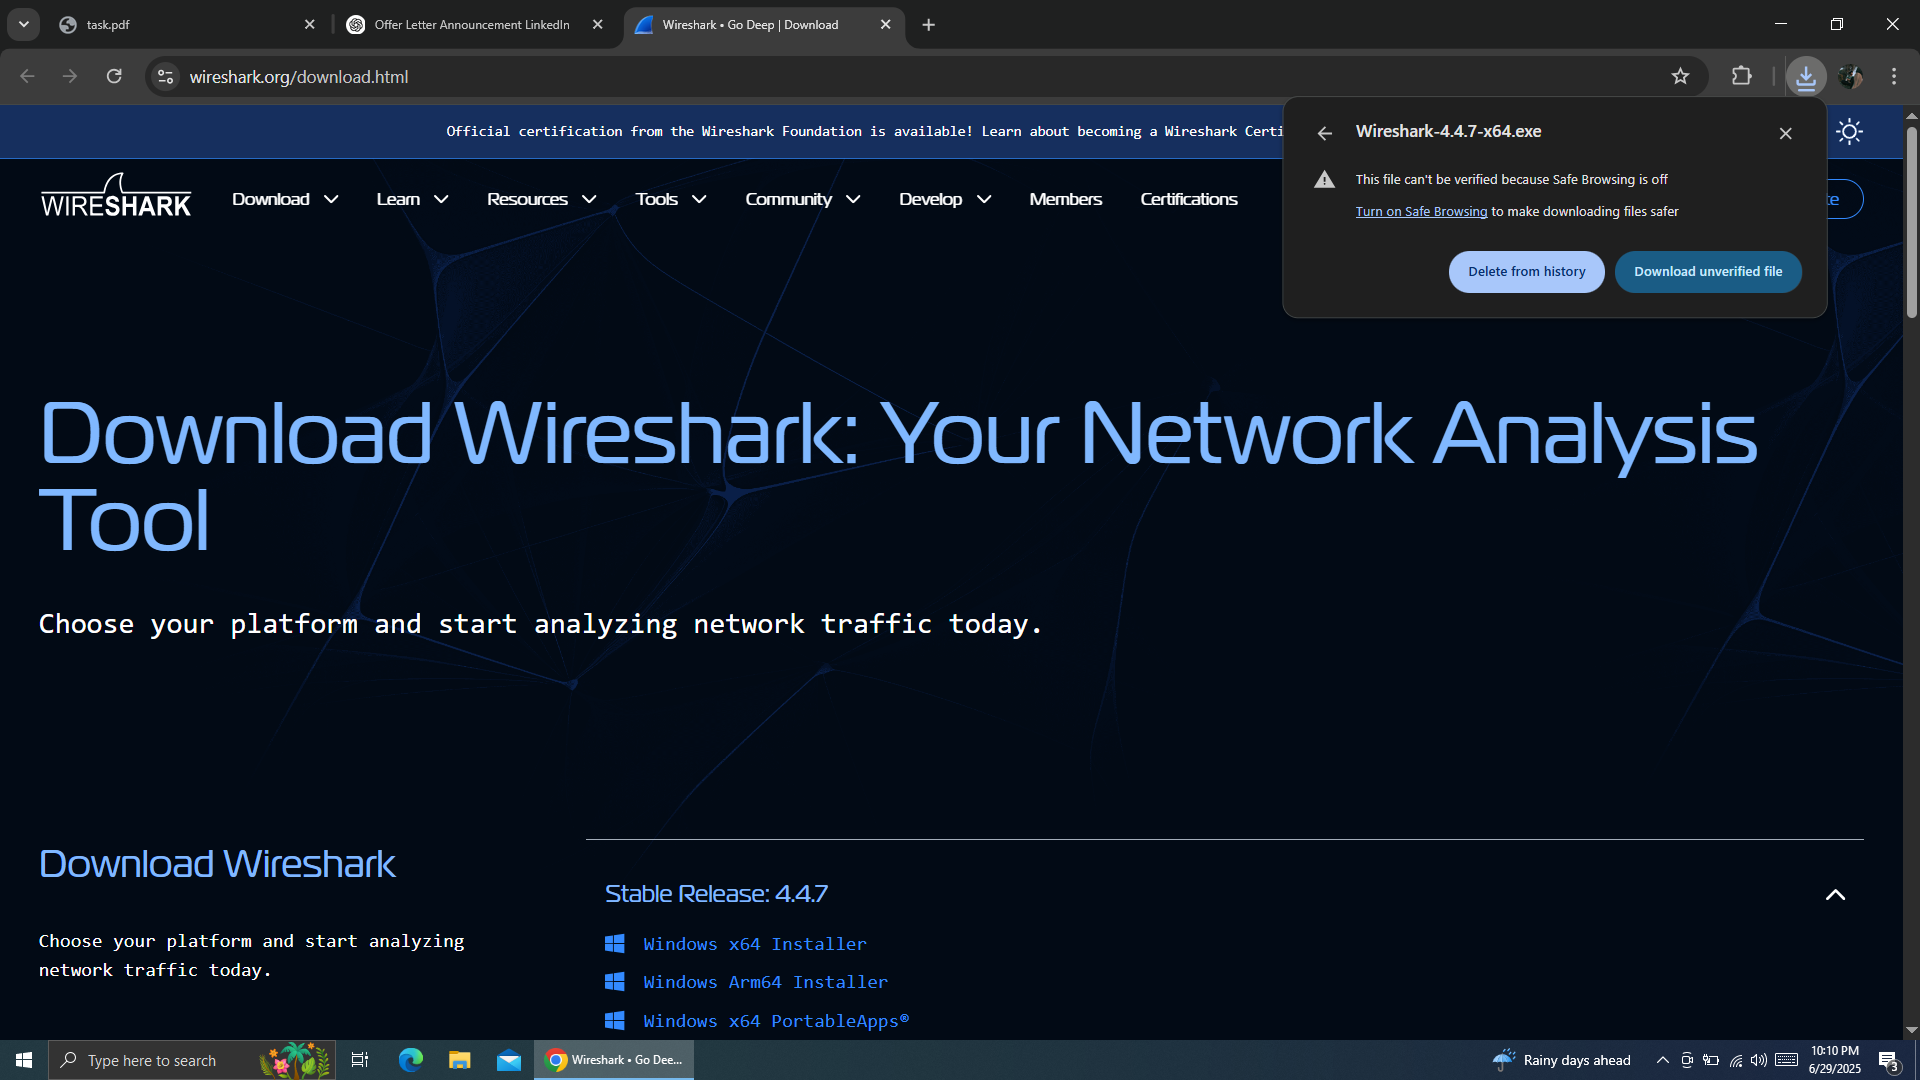 task.pdf
Offer Letter Announcement LinkedIn
Wireshark • Go Deep | Download
wireshark.org/download.html
Official certification from the Wireshark Foundation is available! Learn about becoming a Wireshark Certi
Wireshark-4.4.7-x64.exe
This file can't be verified because Safe Browsing is off
Turn on Safe Browsing to make downloading files safer
Delete from history
Download unverified file
WIRESHARK
Download
Learn
Resources
Tools
Community
Develop
Members
Certifications
te
Download Wireshark: Your Network Analysis
Tool
Choose your platform and start analyzing network traffic today.
Download Wireshark
Choose your platform and start analyzing
network traffic today.
Stable Release: 4.4.7
Windows x64 Installer
Windows Arm64 Installer
Windows x64 PortableApps®
Type here to search
Wireshark • Go Dee...
Rainy days ahead
10:10 PM
6/29/2025
3